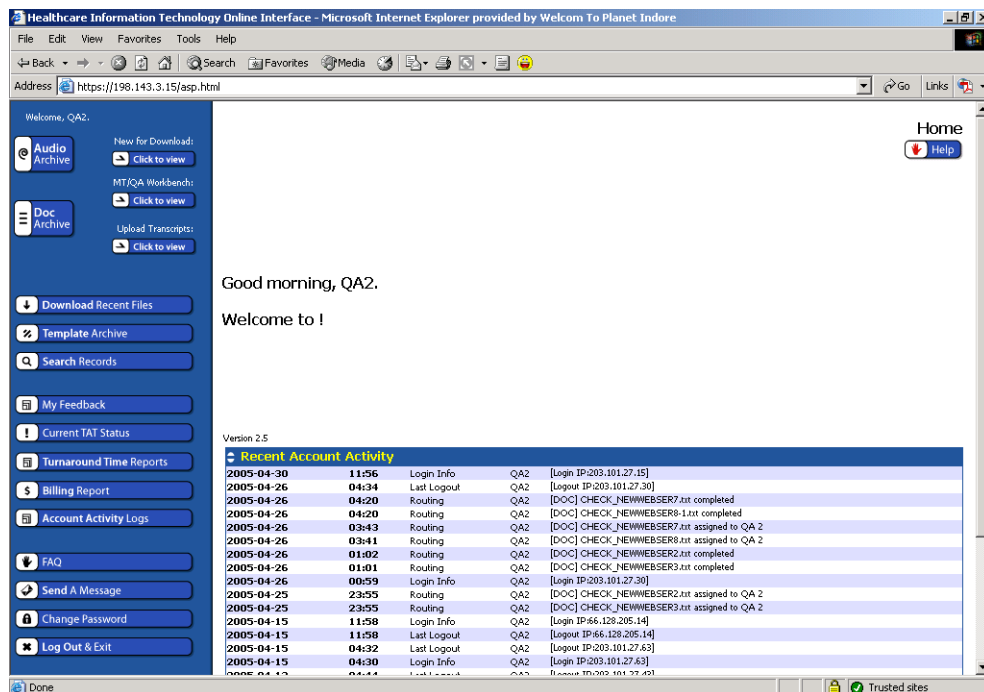 Healthcare Information Technology Online Interface - Microsoft Internet Explorer provided by Welcom To Planet Indore
File Edit View Favorites Tools Help
Back Search Favorites Media
Address https://198.143.3.15/asp.html Go Links
Welcome, QA2.
Audio Archive
New for Download:
Click to view
MT/QA Workbench:
Click to view
Doc Archive
Upload Transcripts:
Click to view
Download Recent Files
Template Archive
Search Records
My Feedback
Current TAT Status
Turnaround Time Reports
Billing Report
Account Activity Logs
FAQ
Send A Message
Change Password
Log Out & Exit
Home
Help
Good morning, QA2.
Welcome to !
Version 2.5
Recent Account Activity
2005-04-30 11:56 Login Info QA2 [Login IP:203.101.27.15]
2005-04-26 04:34 Last Logout QA2 [Logout IP:203.101.27.30]
2005-04-26 04:20 Routing QA2 [DOC] CHECK_NEWWEBSER7.txt completed
2005-04-26 04:20 Routing QA2 [DOC] CHECK_NEWWEBSER8-1.txt completed
2005-04-26 03:43 Routing QA2 [DOC] CHECK_NEWWEBSER7.txt assigned to QA 2
2005-04-26 03:41 Routing QA2 [DOC] CHECK_NEWWEBSER8.txt assigned to QA 2
2005-04-26 01:02 Routing QA2 [DOC] CHECK_NEWWEBSER2.txt completed
2005-04-26 01:01 Routing QA2 [DOC] CHECK_NEWWEBSER3.txt completed
2005-04-26 00:59 Login Info QA2 [Login IP:203.101.27.30]
2005-04-25 23:55 Routing QA2 [DOC] CHECK_NEWWEBSER2.txt assigned to QA 2
2005-04-25 23:55 Routing QA2 [DOC] CHECK_NEWWEBSER3.txt assigned to QA 2
2005-04-15 11:58 Login Info QA2 [Login IP:66.128.205.14]
2005-04-15 11:58 Last Logout QA2 [Logout IP:66.128.205.14]
2005-04-15 04:32 Last Logout QA2 [Logout IP:203.101.27.63]
2005-04-15 04:30 Login Info QA2 [Login IP:203.101.27.63]
Done Trusted sites